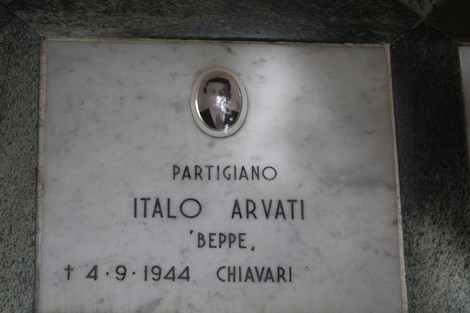 PARTIGIANO
ITALO ARVATI
"BEPPE„
† 4·9·1944 CHIAVARI